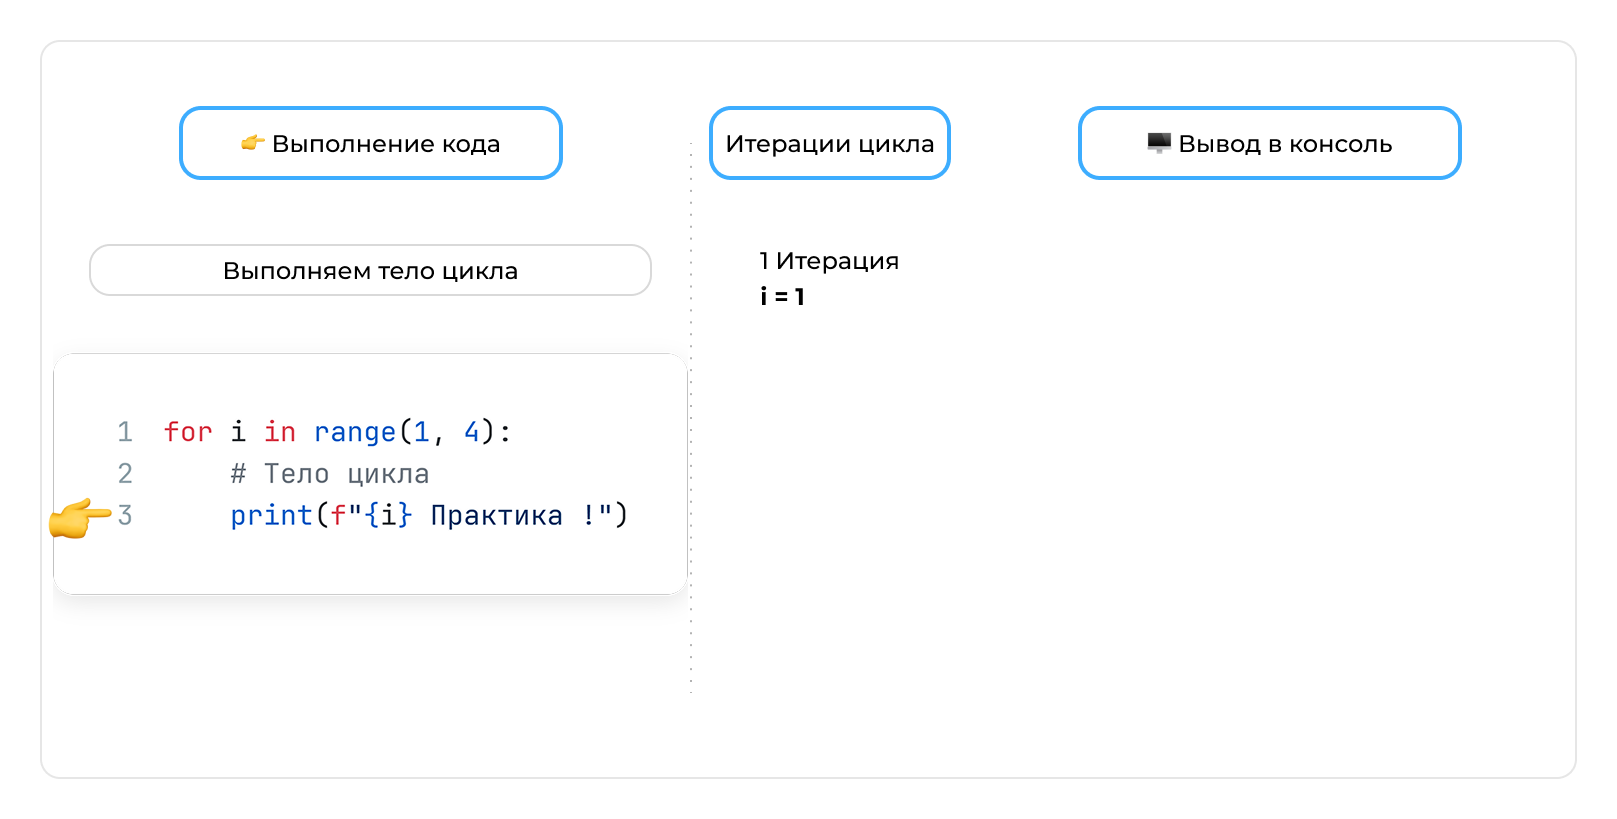 👉 Выполнение кода
Итерации цикла
🖥 Вывод в консоль
Выполняем тело цикла
1 Итерация
i = 1
1 for i in range(1, 4):
2     # Тело цикла
3     print(f"{i} Практика !")